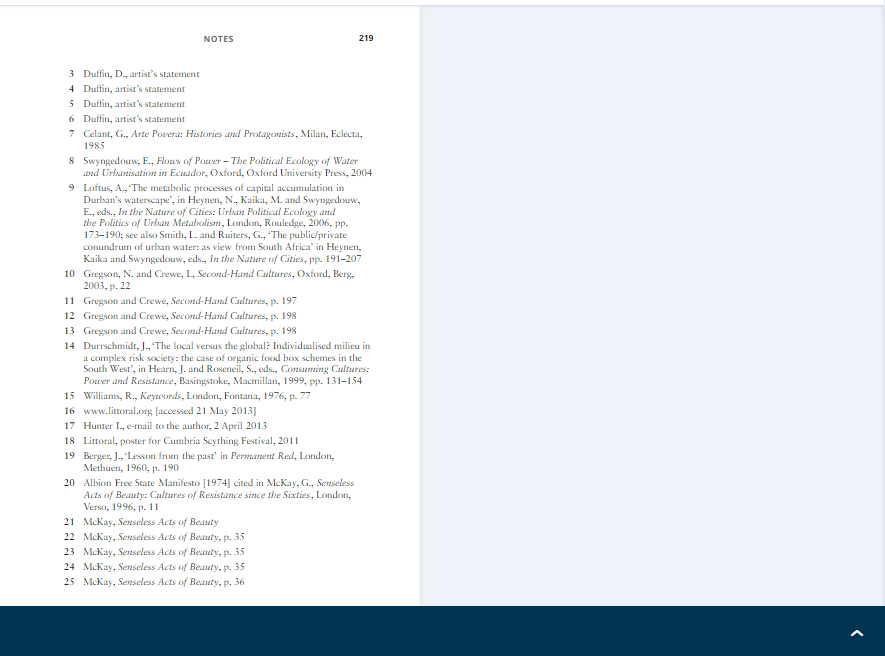 NOTES 219
3 Duffin, D., artist's statement
4 Duffin, artist's statement
5 Duffin, artist's statement
6 Duffin, artist's statement
7 Celant, G., Arte Povera: Histories and Protagonists, Milan, Eclecta,
1985
8 Swyngedouw, E., Flows of Power – The Political Ecology of Water
and Urbanisation in Ecuador, Oxford, Oxford University Press, 2004
9 Loftus, A., 'The metabolic processes of capital accumulation in
Durban's waterscape', in Heynen, N., Kaika, M. and Swyngedouw,
E., eds., In the Nature of Cities: Urban Political Ecology and
the Politics of Urban Metabolism, London, Rouledge, 2006, pp.
173–190; see also Smith, L. and Ruiters, G., 'The public/private
conundrum of urban water: as view from South Africa' in Heynen,
Kaika and Swyngedouw, eds., In the Nature of Cities, pp. 191–207
10 Gregson, N. and Crewe, L, Second-Hand Cultures, Oxford, Berg,
2003, p. 22
11 Gregson and Crewe, Second-Hand Cultures, p. 197
12 Gregson and Crewe, Second-Hand Cultures, p. 198
13 Gregson and Crewe, Second-Hand Cultures, p. 198
14 Durrschmidt, J., 'The local versus the global? Individualised milieu in
a complex risk society: the case of organic food box schemes in the
South West', in Hearn, J. and Roseneil, S., eds., Consuming Cultures:
Power and Resistance, Basingstoke, Macmillan, 1999, pp. 131–154
15 Williams, R., Keywords, London, Fontana, 1976, p. 77
16 www.littoral.org [accessed 21 May 2013]
17 Hunter I., e-mail to the author, 2 April 2013
18 Littoral, poster for Cumbria Scything Festival, 2011
19 Berger, J., 'Lesson from the past' in Permanent Red, London,
Methuen, 1960, p. 190
20 Albion Free State Manifesto [1974] cited in McKay, G., Senseless
Acts of Beauty: Cultures of Resistance since the Sixties, London,
Verso, 1996, p. 11
21 McKay, Senseless Acts of Beauty
22 McKay, Senseless Acts of Beauty, p. 35
23 McKay, Senseless Acts of Beauty, p. 35
24 McKay, Senseless Acts of Beauty, p. 35
25 McKay, Senseless Acts of Beauty, p. 36